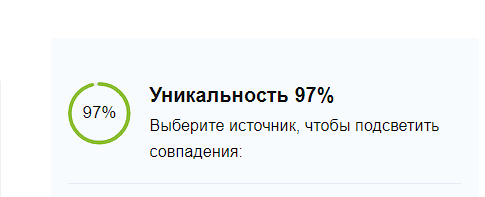 97%
Уникальность 97%
Выберите источник, чтобы подсветить
совпадения: